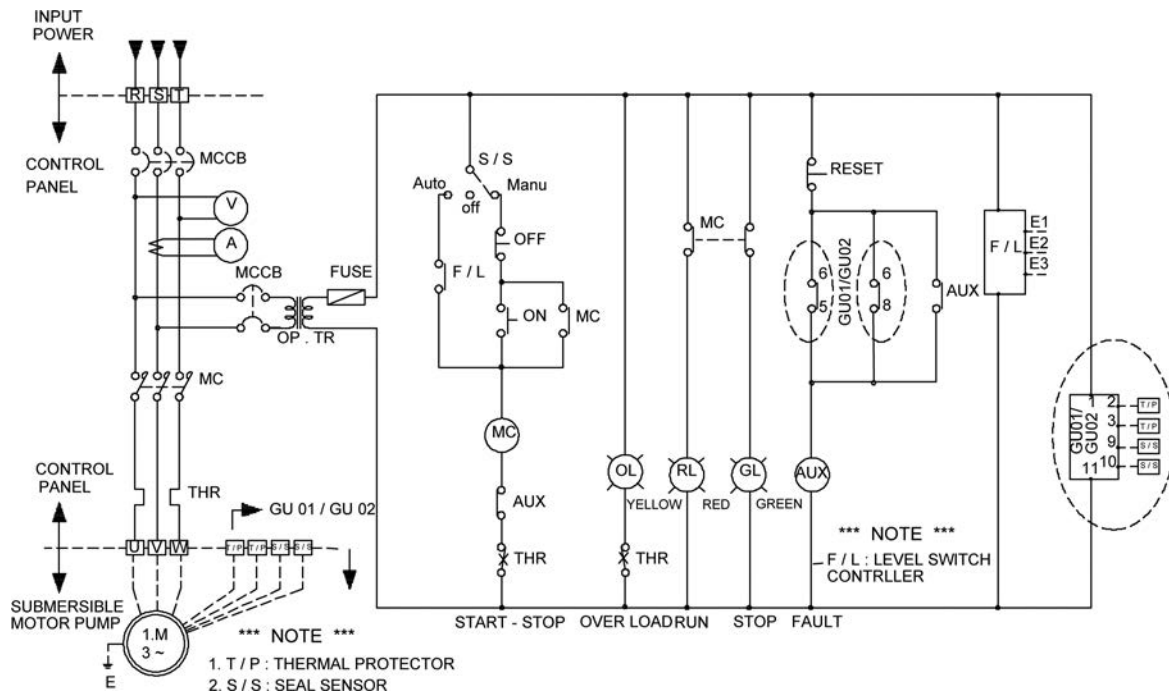 INPUT
POWER
R S T
CONTROL
PANEL
MCCB
V
A
MCCB
FUSE
OP . TR
MC
CONTROL
PANEL
THR
GU 01 / GU 02
U V W
T/P T/P S/S S/S
SUBMERSIBLE
MOTOR PUMP
1.M
3 ~
E
*** NOTE ***
1. T / P : THERMAL PROTECTOR
2. S / S : SEAL SENSOR
S / S
Auto
off
Manu
OFF
F / L
ON
MC
MC
AUX
THR
START - STOP
OL
YELLOW
THR
OVER LOAD
MC
RL
RED
RUN
GL
GREEN
STOP
RESET
6
5
GU01/GU02
6
8
AUX
AUX
FAULT
*** NOTE ***
F / L : LEVEL SWITCH
CONTRLLER
F / L
E1
E2
E3
GU01/
GU02
1
2
3
9
10
11
T/P
T/P
S/S
S/S